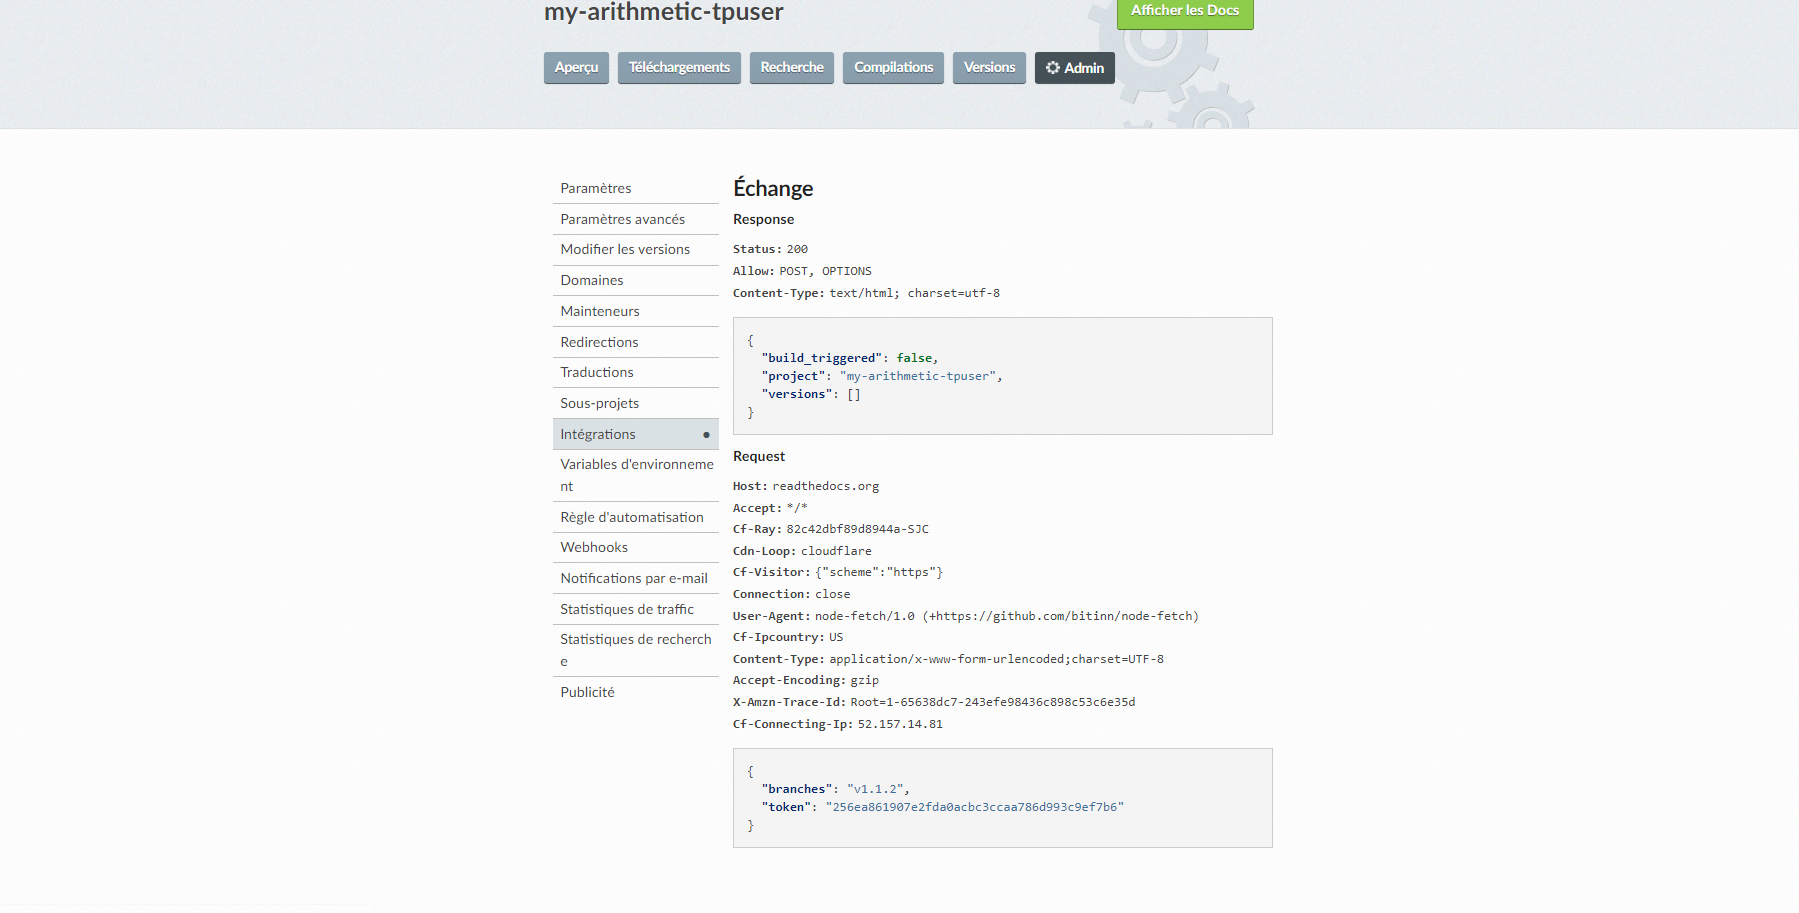 my-arithmetic-tpuser
Afficher les Docs
Aperçu
Téléchargements
Recherche
Compilations
Versions
Admin
Paramètres
Paramètres avancés
Modifier les versions
Domaines
Mainteneurs
Redirections
Traductions
Sous-projets
Intégrations
Variables d'environneme
nt
Règle d'automatisation
Webhooks
Notifications par e-mail
Statistiques de traffic
Statistiques de recherch
e
Publicité
Échange
Response
Status: 200
Allow: POST, OPTIONS
Content-Type: text/html; charset=utf-8
{
"build_triggered": false,
"project": "my-arithmetic-tpuser",
"versions": []
}
Request
Host: readthedocs.org
Accept: */*
Cf-Ray: 82c42dbf89d8944a-SJC
Cdn-Loop: cloudflare
Cf-Visitor: {"scheme":"https"}
Connection: close
User-Agent: node-fetch/1.0 (+https://github.com/bitinn/node-fetch)
Cf-Ipcountry: US
Content-Type: application/x-www-form-urlencoded;charset=UTF-8
Accept-Encoding: gzip
X-Amzn-Trace-Id: Root=1-65638dc7-243efe98436c898c53c6e35d
Cf-Connecting-Ip: 52.157.14.81
{
"branches": "v1.1.2",
"token": "256ea861907e2fda0acbc3ccaa786d993c9ef7b6"
}